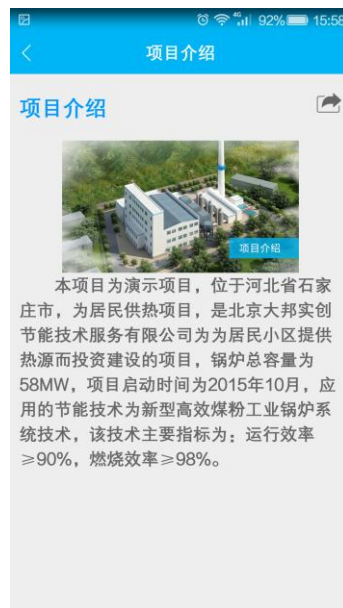 4G 92% 15:58
项目介绍
项目介绍
项目介绍
本项目为演示项目，位于河北省石家
庄市，为居民供热项目，是北京大邦实创
节能技术服务有限公司为为居民小区提供
热源而投资建设的项目，锅炉总容量为
58MW，项目启动时间为2015年10月，应
用的节能技术为新型高效煤粉工业锅炉系
统技术，该技术主要指标为：运行效率
≥90%，燃烧效率≥98%。